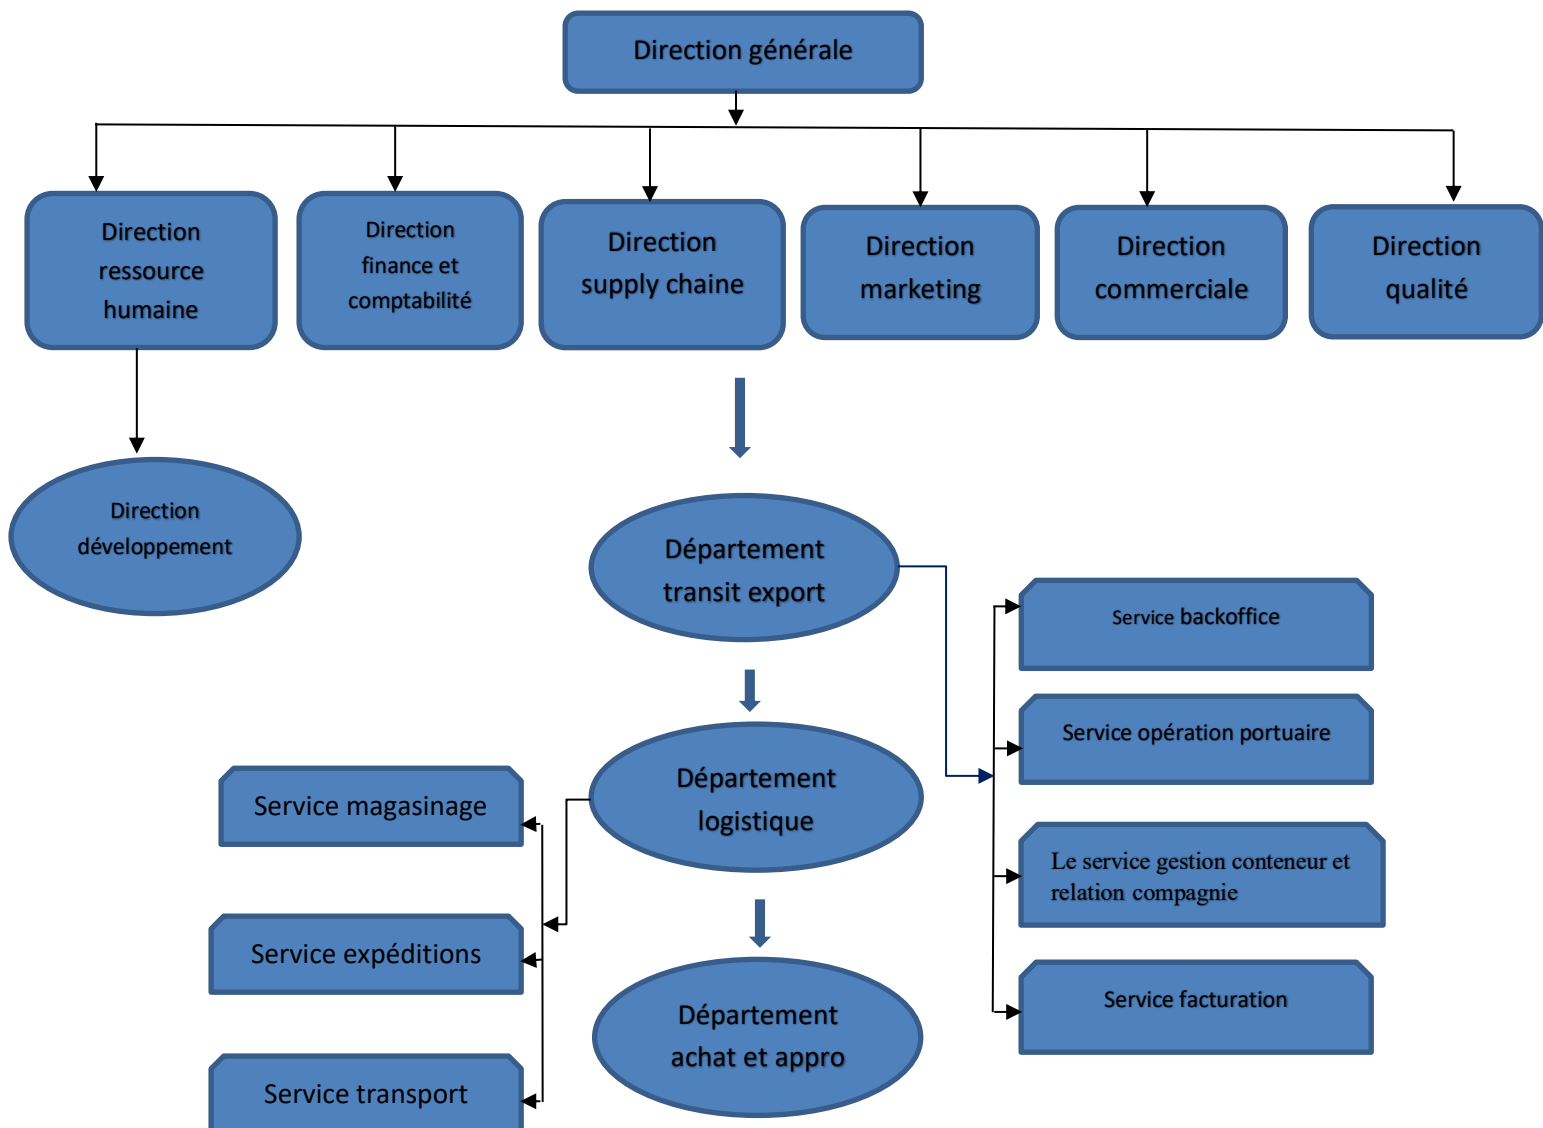 Direction générale
Direction
ressource
humaine
Direction
finance et
comptabilité
Direction
supply chaine
Direction
marketing
Direction
commerciale
Direction
qualité
Direction
développement
Département
transit export
Service backoffice
Service opération portuaire
Département
logistique
Service magasinage
Le service gestion conteneur et
relation compagnie
Service expéditions
Département
achat et appro
Service facturation
Service transport